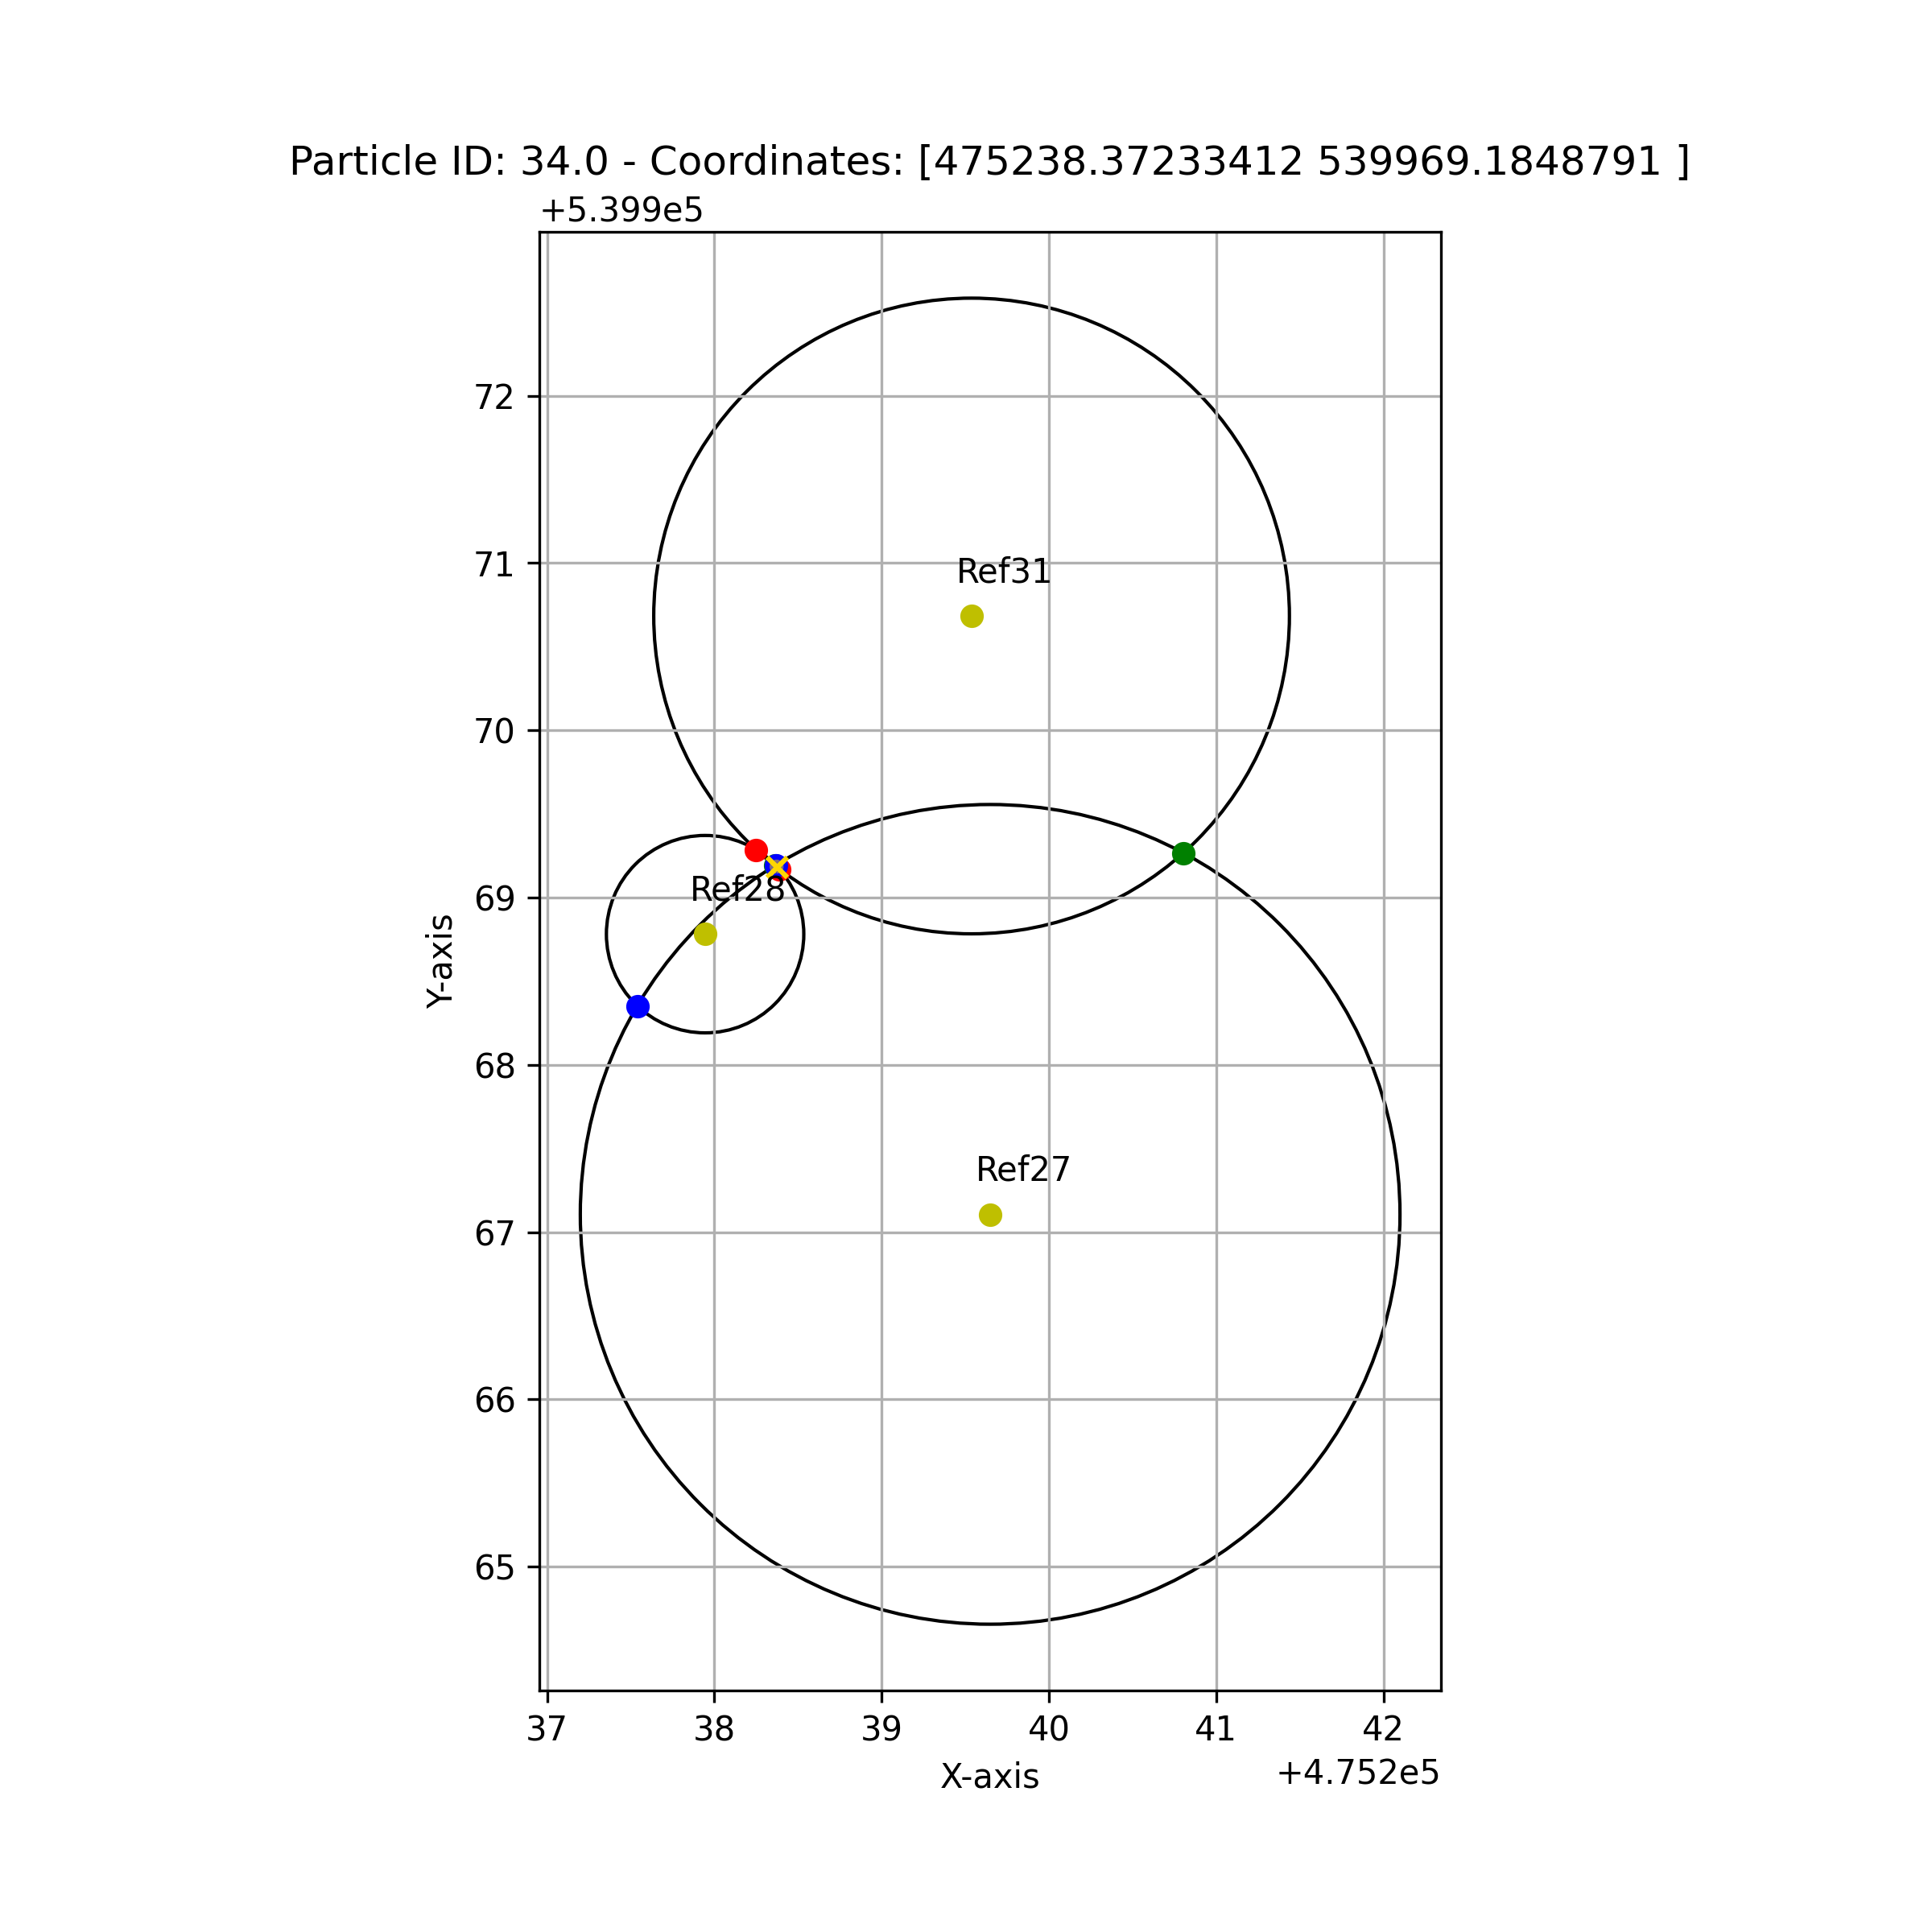 Particle ID: 34.0 - Coordinates: [475238.37233412 539969.1848791 ]
+5.399e5
72
71
70
69
68
67
66
65
Y-axis
Ref31
Ref28
Ref27
37 38 39 40 41 42
X-axis
+4.752e5